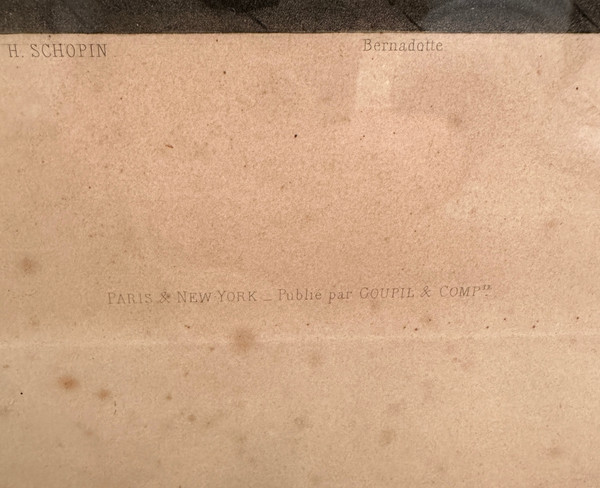 H. SCHOPIN
Bernadotte.
PARIS & NEW YORK _ Publié par GOUPIL & COMPie